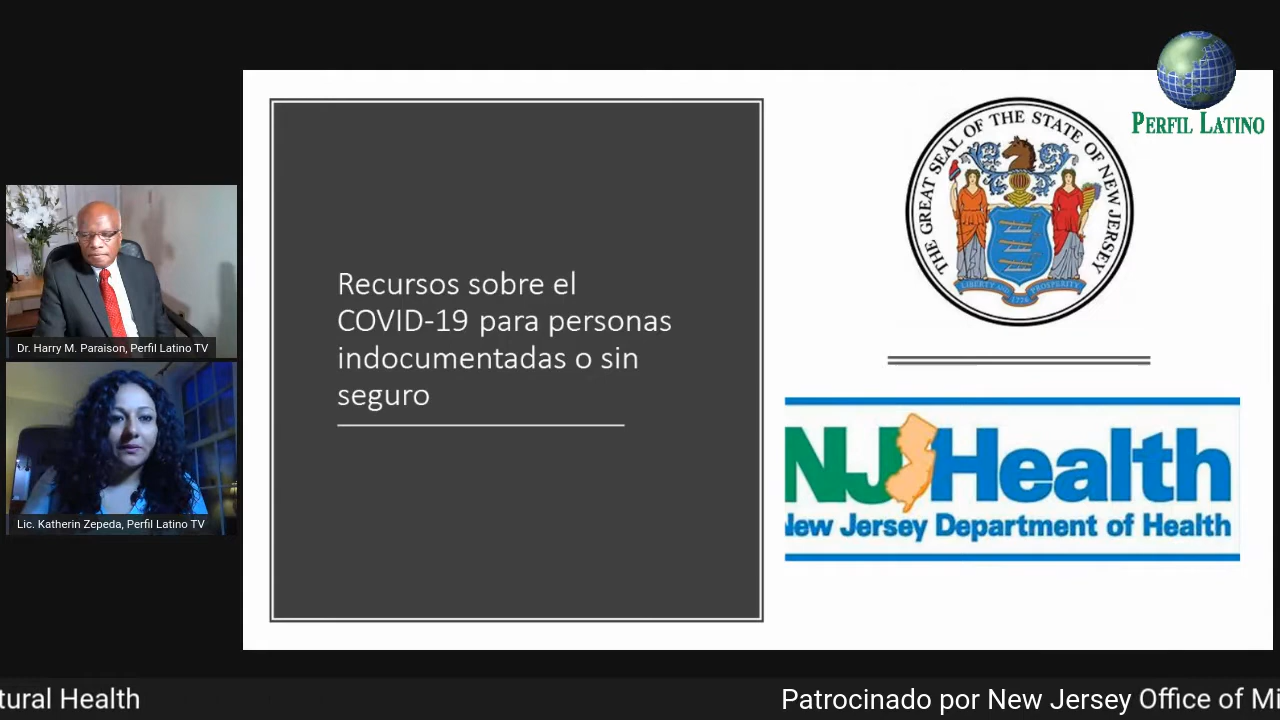 PERFIL LATINO
THE GREAT SEAL OF THE STATE OF NEW JERSEY
LIBERTY AND PROSPERITY
1776
Recursos sobre el
COVID-19 para personas
indocumentadas o sin
seguro
NJ Health
New Jersey Department of Health
Dr. Harry M. Paraison, Perfil Latino TV
Lic. Katherin Zepeda, Perfil Latino TV
tural Health
Patrocinado por New Jersey Office of Mi